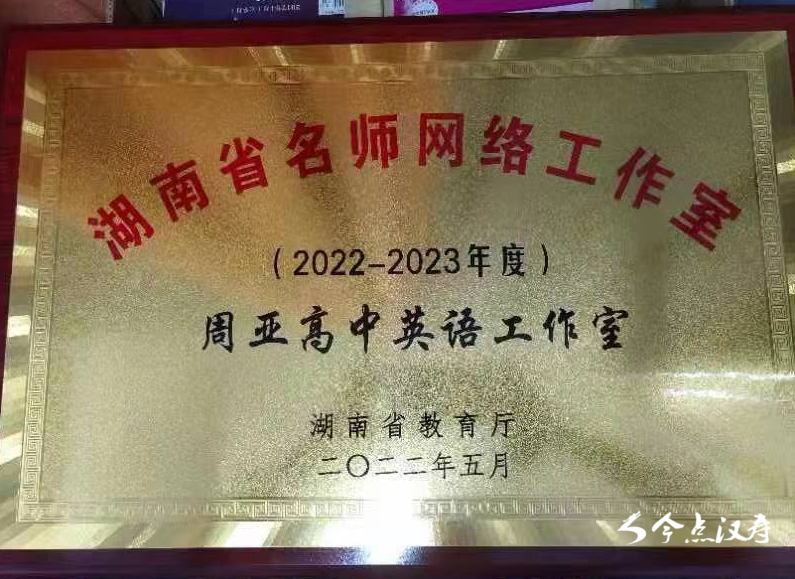 湖南省名师网络工作室
（2022-2023年度）
周亚高中英语工作室
湖南省教育厅
二〇二二年五月
今点汉寿